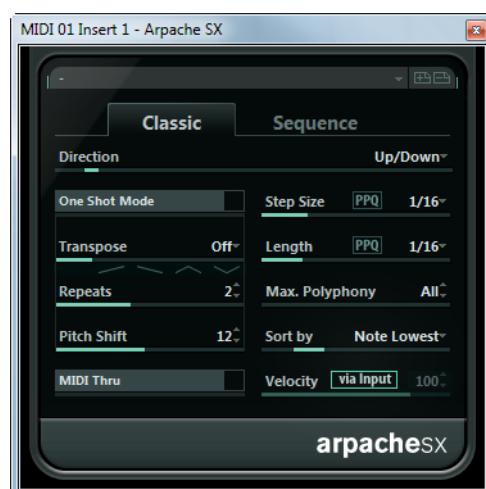 MIDI 01 Insert 1 - Arpache SX
-
Classic Sequence
Direction Up/Down
One Shot Mode Step Size PPQ 1/16
Transpose Off Length PPQ 1/16
Repeats 2 Max. Polyphony All
Pitch Shift 12 Sort by Note Lowest
MIDI Thru Velocity via Input 100
arpachesx